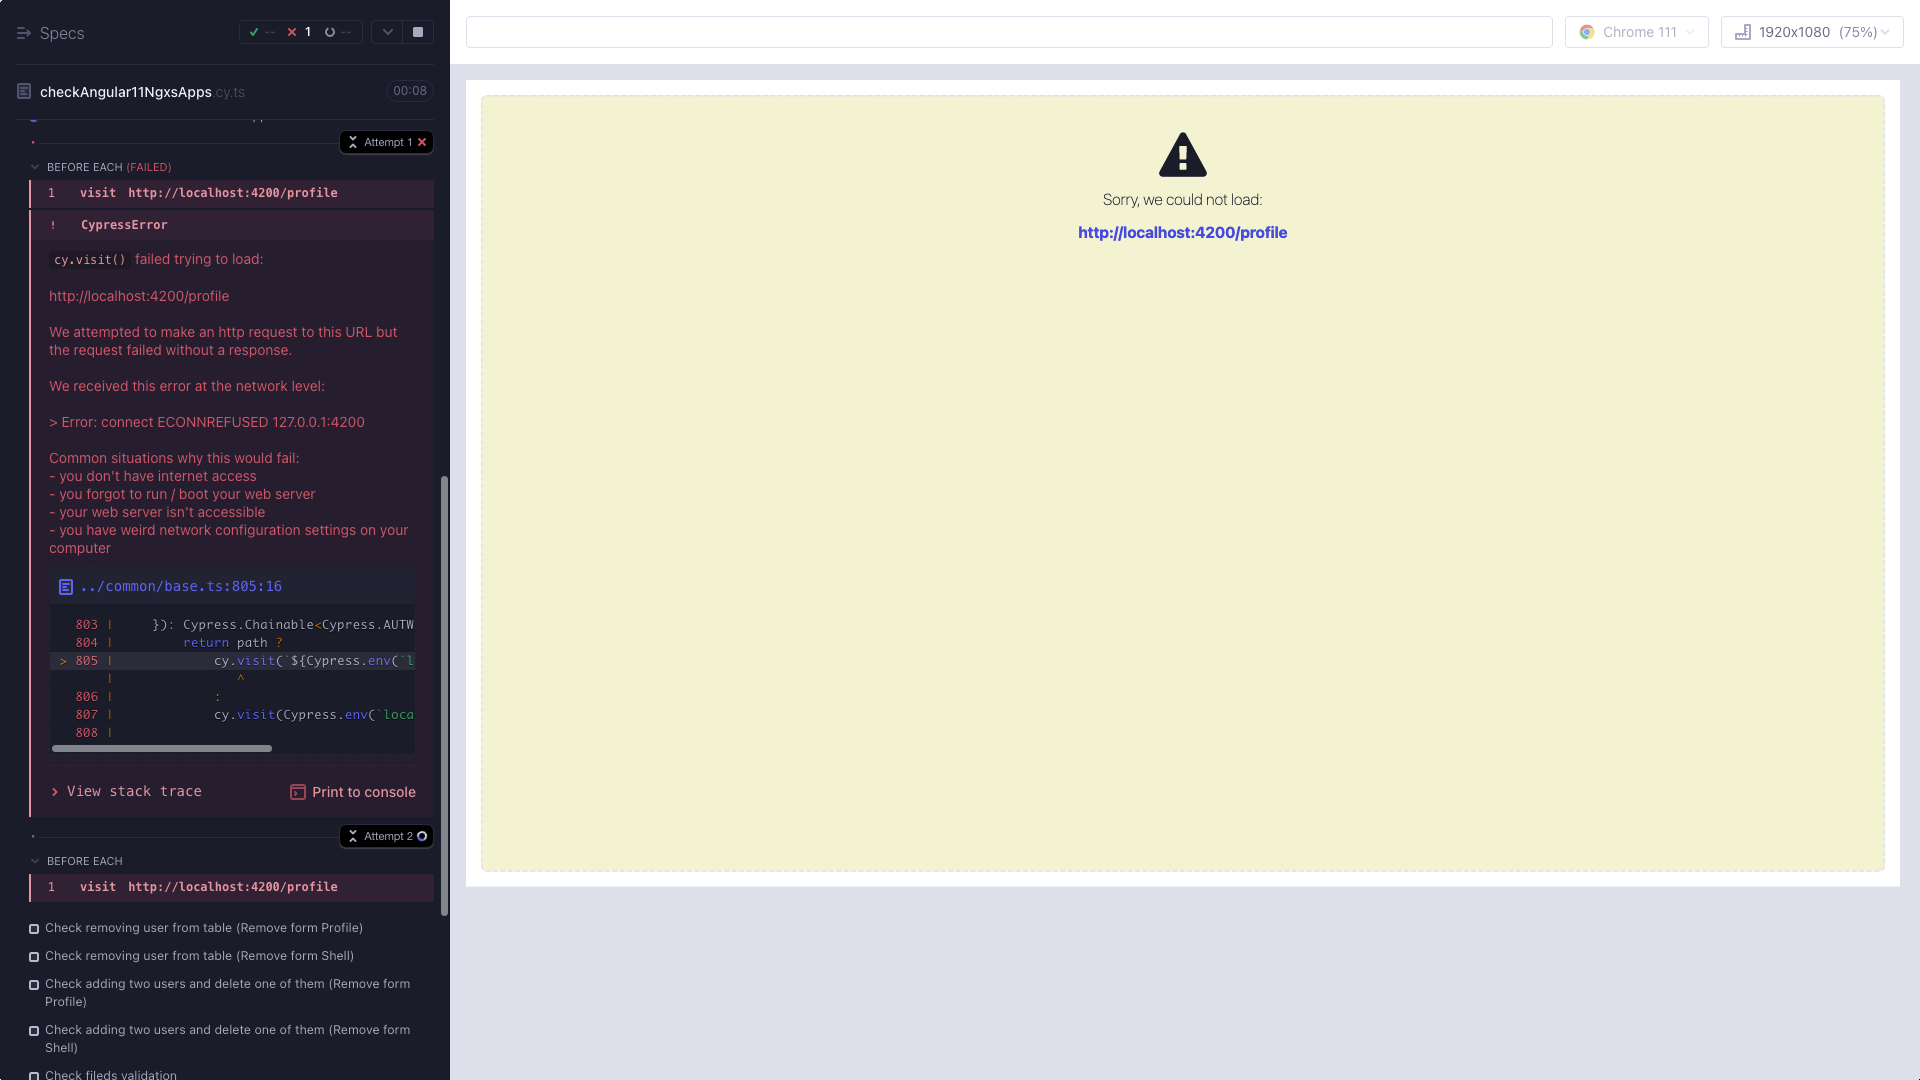 Specs
-- 1 --
checkAngular11NgxsApps.cy.ts
00:08
Attempt 1
BEFORE EACH (FAILED)
1 visit http://localhost:4200/profile
! CypressError
cy.visit() failed trying to load:
http://localhost:4200/profile
We attempted to make an http request to this URL but
the request failed without a response.
We received this error at the network level:
> Error: connect ECONNREFUSED 127.0.0.1:4200
Common situations why this would fail:
- you don't have internet access
- you forgot to run / boot your web server
- your web server isn't accessible
- you have weird network configuration settings on your
computer
../common/base.ts:805:16
803 | }): Cypress.Chainable<Cypress.AUTW
804 | return path ?
> 805 | cy.visit(`${Cypress.env(`l
| ^
806 | :
807 | cy.visit(Cypress.env(`loca
808 |
> View stack trace
Print to console
Attempt 2
BEFORE EACH
1 visit http://localhost:4200/profile
Check removing user from table (Remove form Profile)
Check removing user from table (Remove form Shell)
Check adding two users and delete one of them (Remove form
Profile)
Check adding two users and delete one of them (Remove form
Shell)
Check fileds validation
Chrome 111
1920x1080 (75%)
Sorry, we could not load:
http://localhost:4200/profile